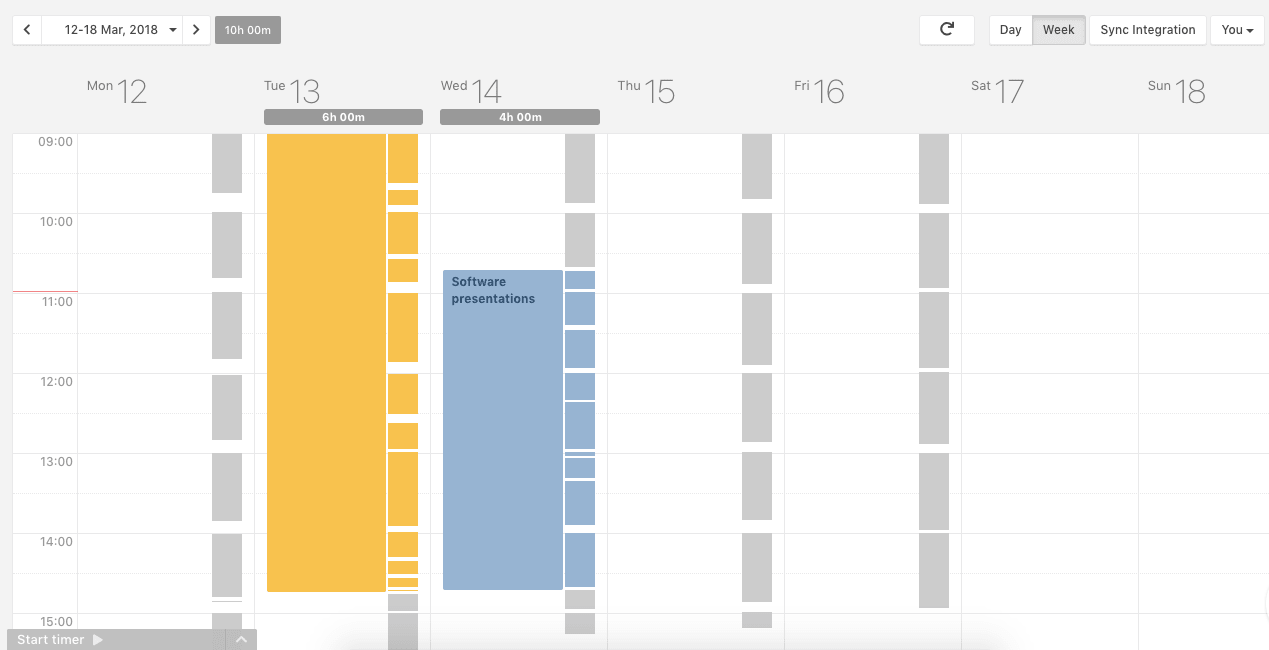 12-18 Mar, 2018
10h 00m
Day
Week
Sync Integration
You
Mon 12
Tue 13
Wed 14
Thu 15
Fri 16
Sat 17
Sun 18
6h 00m
4h 00m
09:00
10:00
Software
presentations
11:00
12:00
13:00
14:00
15:00
Start timer